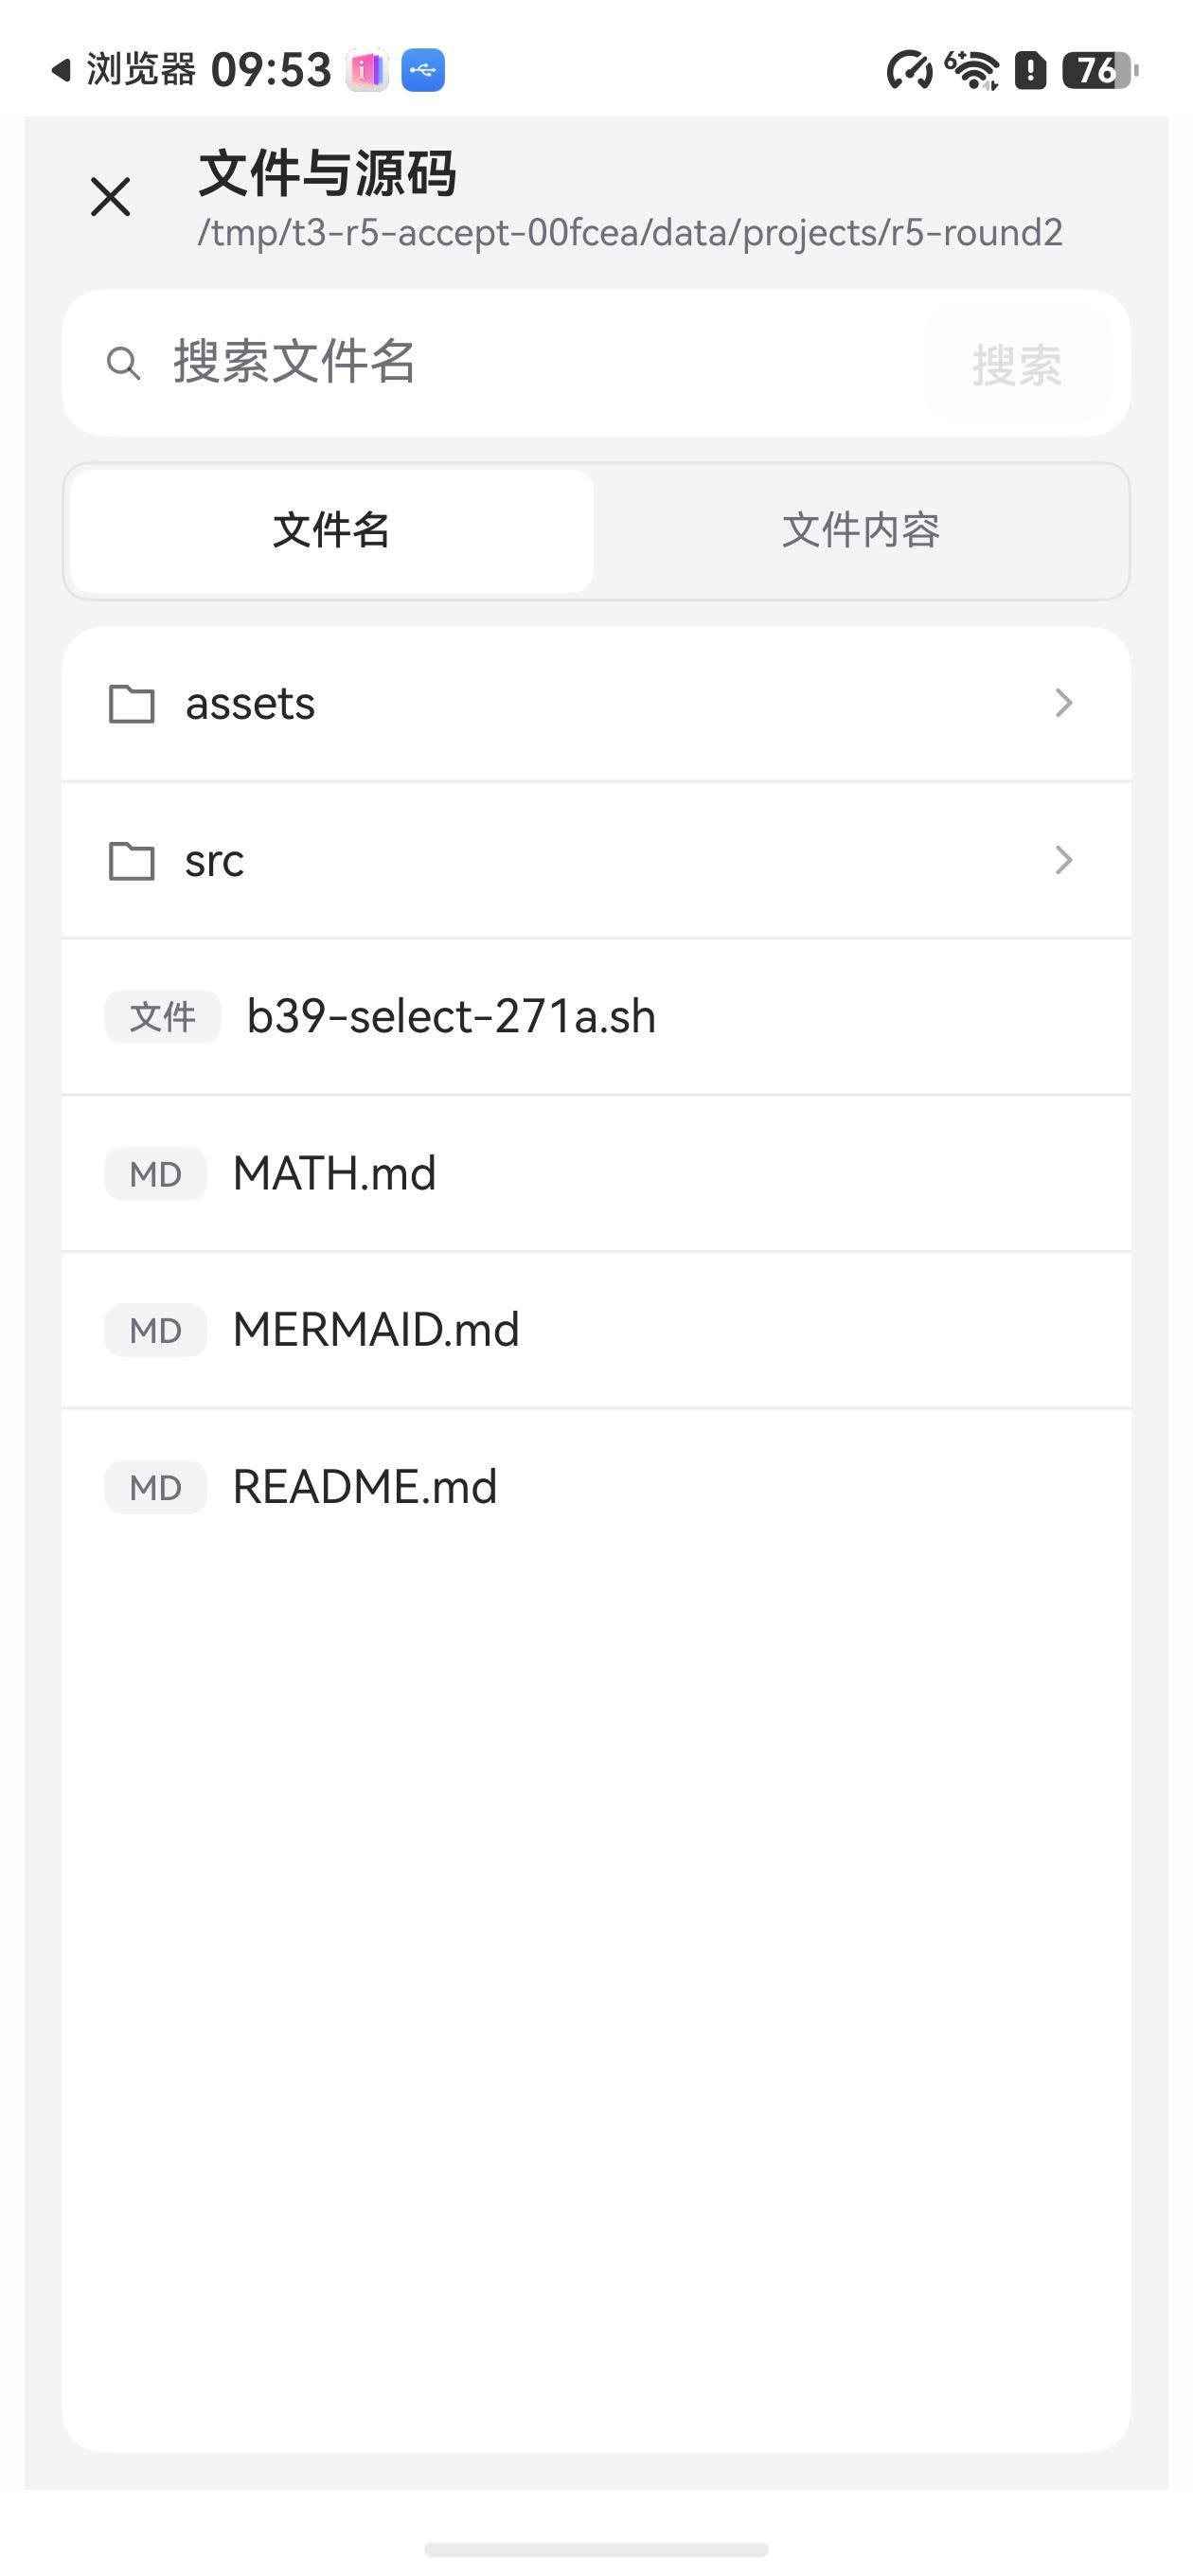 浏览器 09:53
6+ 76
文件与源码
/tmp/t3-r5-accept-00fcea/data/projects/r5-round2
搜索文件名 搜索
文件名 文件内容
assets
src
文件 b39-select-271a.sh
MD MATH.md
MD MERMAID.md
MD README.md